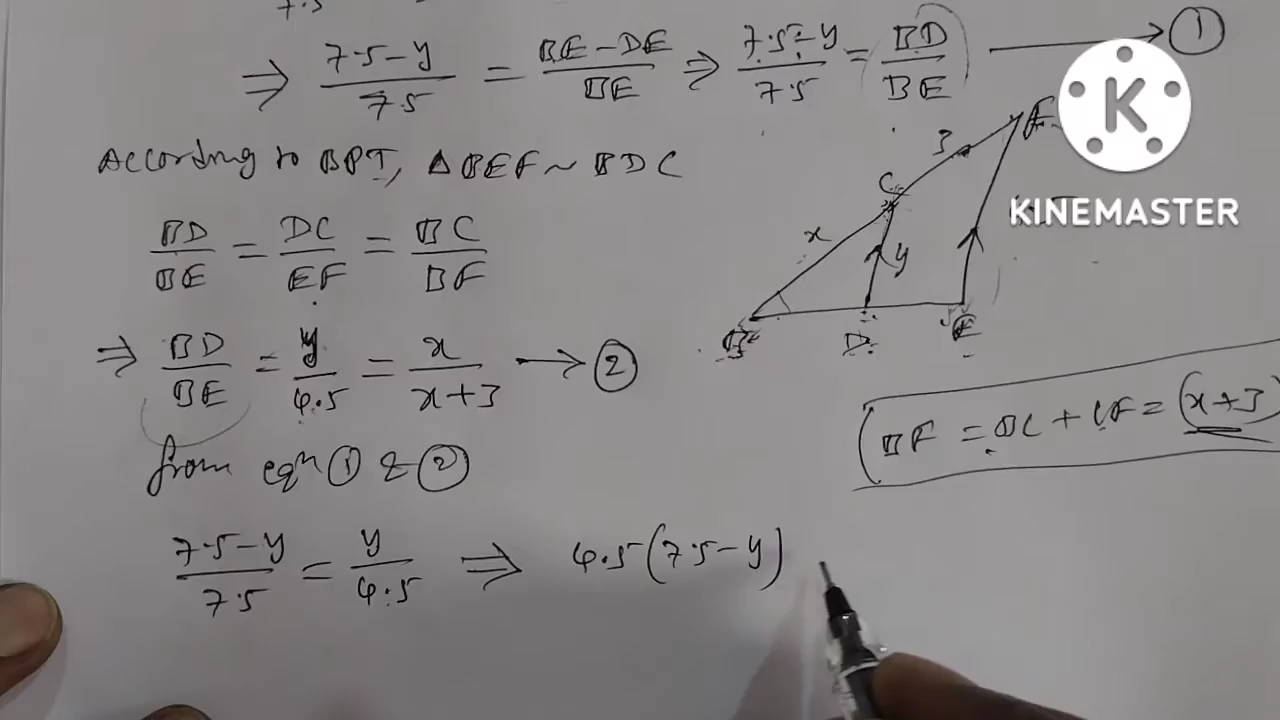 7.5
⇒ 7.5-y/7.5 = BE-DE/BE ⇒ 7.5-y/7.5 = BD/BE → ①
According to BPT, ΔBEF ~ BDC
BD/BE = DC/EF = BC/BF
⇒ BD/BE = y/4.5 = x/x+3 → ②
from eqn ① & ②
7.5-y/7.5 = y/4.5 ⇒ 4.5(7.5-y)
F
3
C
x
y
B
D
E
BF = BC + CF = (x+3)
K
KINEMASTER